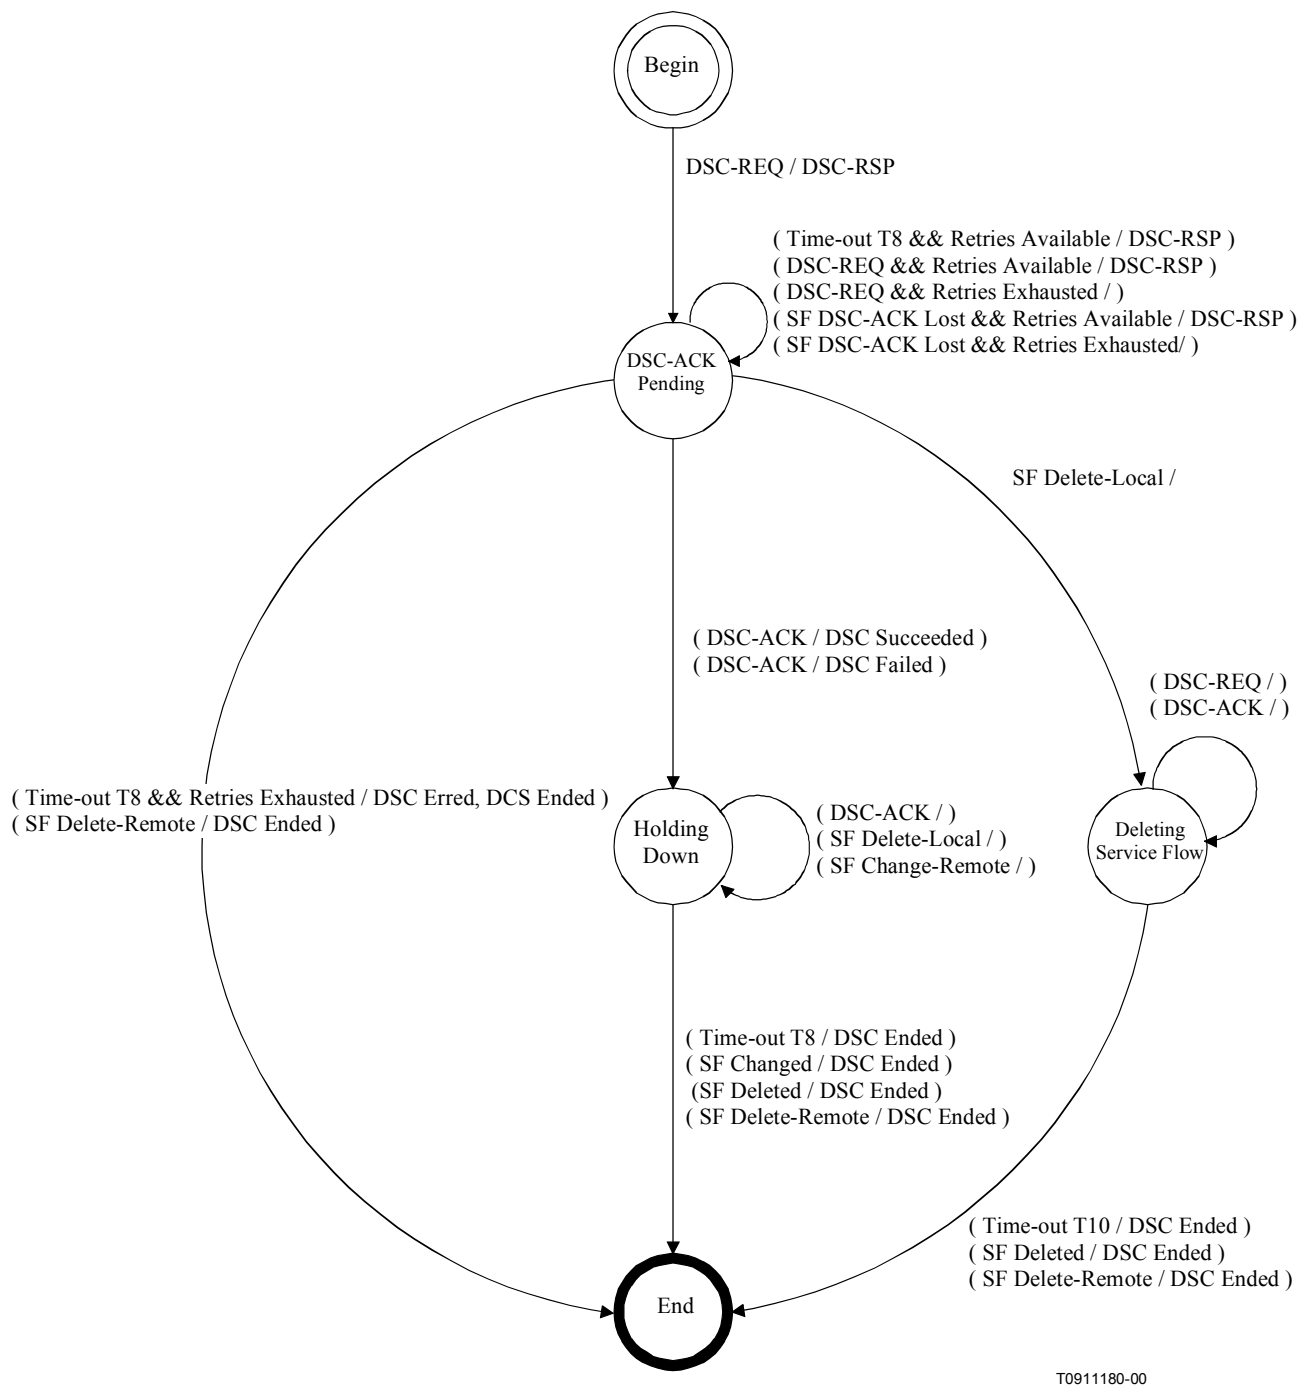 Begin
DSC-REQ / DSC-RSP
( Time-out T8 && Retries Available / DSC-RSP )
( DSC-REQ && Retries Available / DSC-RSP )
( DSC-REQ && Retries Exhausted / )
( SF DSC-ACK Lost && Retries Available / DSC-RSP )
( SF DSC-ACK Lost && Retries Exhausted/ )
DSC-ACK
Pending
SF Delete-Local /
( DSC-ACK / DSC Succeeded )
( DSC-ACK / DSC Failed )
( DSC-REQ / )
( DSC-ACK / )
( Time-out T8 && Retries Exhausted / DSC Erred, DCS Ended )
( SF Delete-Remote / DSC Ended )
Holding
Down
( DSC-ACK / )
( SF Delete-Local / )
( SF Change-Remote / )
Deleting
Service Flow
( Time-out T8 / DSC Ended )
( SF Changed / DSC Ended )
(SF Deleted / DSC Ended )
( SF Delete-Remote / DSC Ended )
( Time-out T10 / DSC Ended )
( SF Deleted / DSC Ended )
( SF Delete-Remote / DSC Ended )
End
T0911180-00